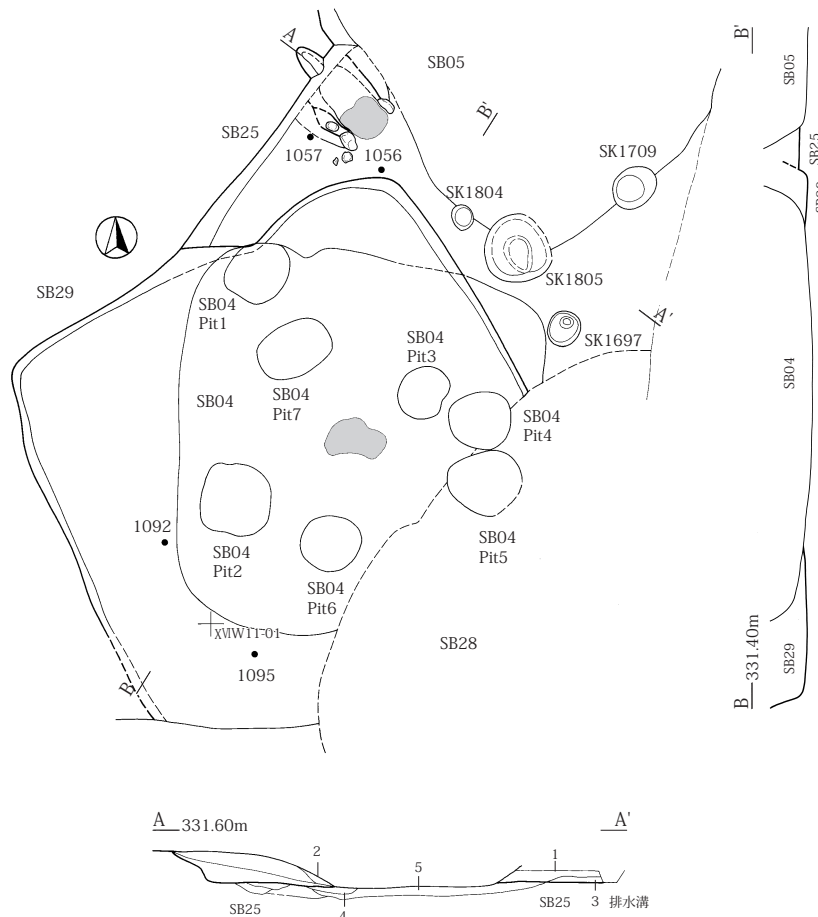 A
SB05
B'
SB05
SB25
B'
SB25
1057
1056
SK1709
SK1804
SB29
SK1805
SB04
Pit1
A'
SK1697
SB04
Pit3
SB04
SB04
Pit7
SB04
SB04
Pit4
1092
SB04
Pit2
SB04
Pit5
SB04
Pit6
SB28
1095
B
SB29
B 331.40m
A 331.60m
A'
2
5
1
SB25
4
SB25
3 排水溝